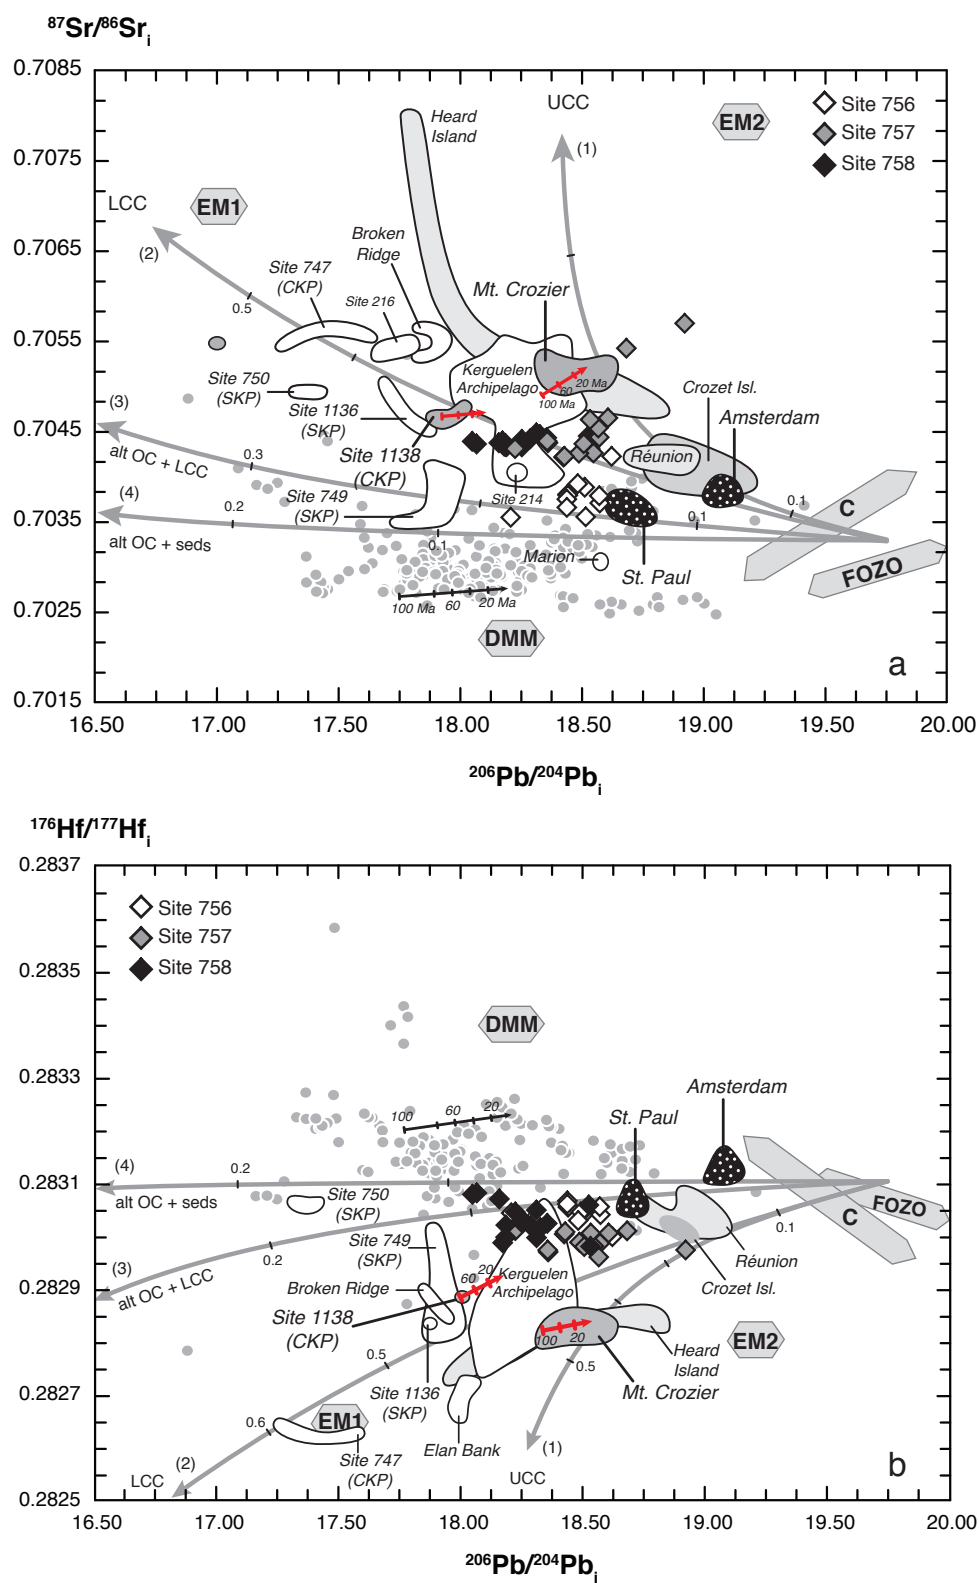 ⁸⁷Sr/⁸⁶Srᵢ
0.7085
0.7075
0.7065
0.7055
0.7045
0.7035
0.7025
0.7015
UCC
EM2
Site 756
Site 757
Site 758
Heard
Island
(1)
LCC
EM1
(2)
Broken
Ridge
Site 747
(CKP)
Site 216
Mt. Crozier
0.5
Kerguelen
Archipelago
20 Ma
60
100 Ma
Site 750
(SKP)
Crozet Isl.
Site 1136
(SKP)
Amsterdam
(3)
alt OC + LCC
Site 1138
(CKP)
Réunion
0.3
(4)
Site 749
(SKP)
Site 214
0.2
0.1
0.1
C
alt OC + seds
0.1
Marion
St. Paul
FOZO
100 Ma
60
20 Ma
DMM
a
16.50
17.00
17.50
18.00
18.50
19.00
19.50
20.00
²⁰⁶Pb/²⁰⁴Pbᵢ
¹⁷⁶Hf/¹⁷⁷Hfᵢ
0.2837
0.2835
0.2833
0.2831
0.2829
0.2827
0.2825
Site 756
Site 757
Site 758
DMM
Amsterdam
St. Paul
100
60
20
(4)
0.2
alt OC + seds
Site 750
(SKP)
FOZO
C
0.1
Site 749
(SKP)
0.2
Réunion
(3)
alt OC + LCC
Broken Ridge
60
20
Kerguelen
Archipelago
Crozet Isl.
Site 1138
(CKP)
100
20
EM2
Heard
Island
0.5
0.5
Site 1136
(SKP)
Mt. Crozier
0.6
EM1
Elan Bank
(1)
Site 747
(CKP)
(2)
LCC
UCC
b
16.50
17.00
17.50
18.00
18.50
19.00
19.50
20.00
²⁰⁶Pb/²⁰⁴Pbᵢ